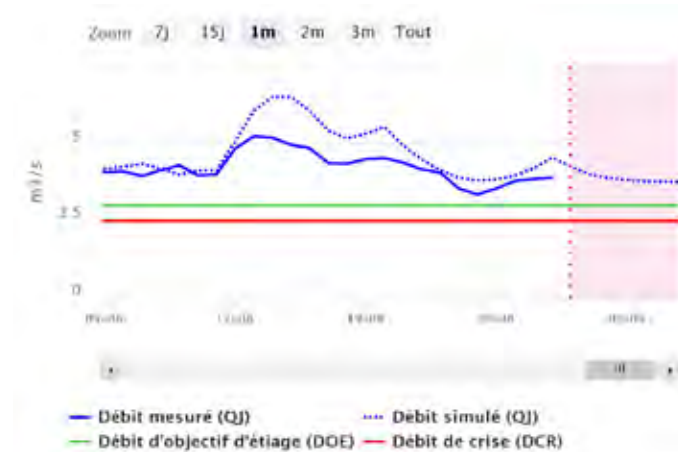 Zoom 7J 15J 1m 2m 3m Tout
m3/s
5
2.5
0
Débit mesuré (QJ) Débit simulé (QJ)
Débit d'objectif d'étiage (DOE) Débit de crise (DCR)